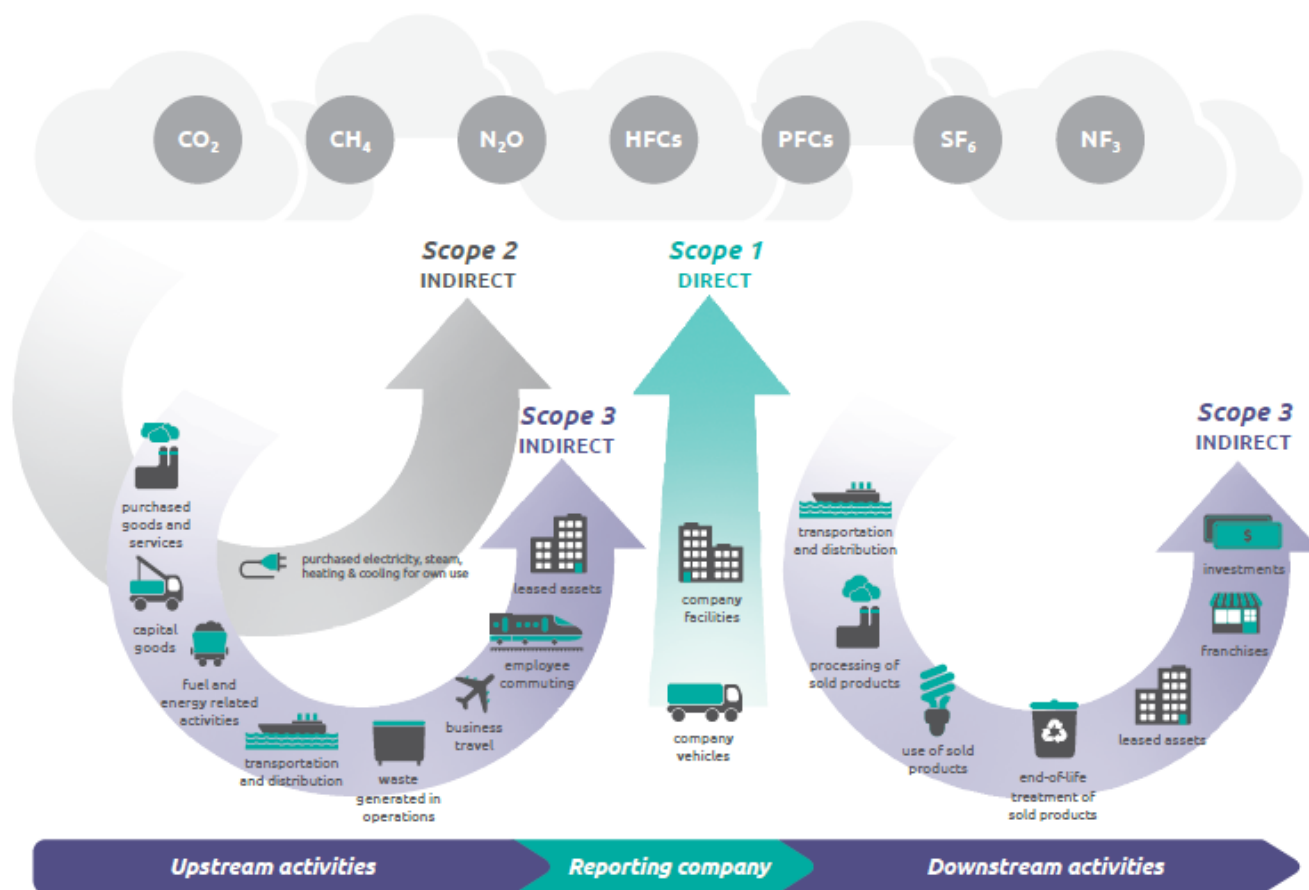 CO₂
CH₄
N₂O
HFCs
PFCs
SF₆
NF₃
Scope 2
INDIRECT
Scope 1
DIRECT
Scope 3
INDIRECT
Scope 3
INDIRECT
purchased
goods and
services
capital
goods
fuel and
energy related
activities
transportation
and distribution
waste
generated in
operations
business
travel
employee
commuting
leased assets
purchased electricity, steam,
heating & cooling for own use
company
facilities
company
vehicles
transportation
and distribution
processing of
sold products
use of sold
products
end-of-life
treatment of
sold products
leased assets
franchises
investments
$
Upstream activities
Reporting company
Downstream activities